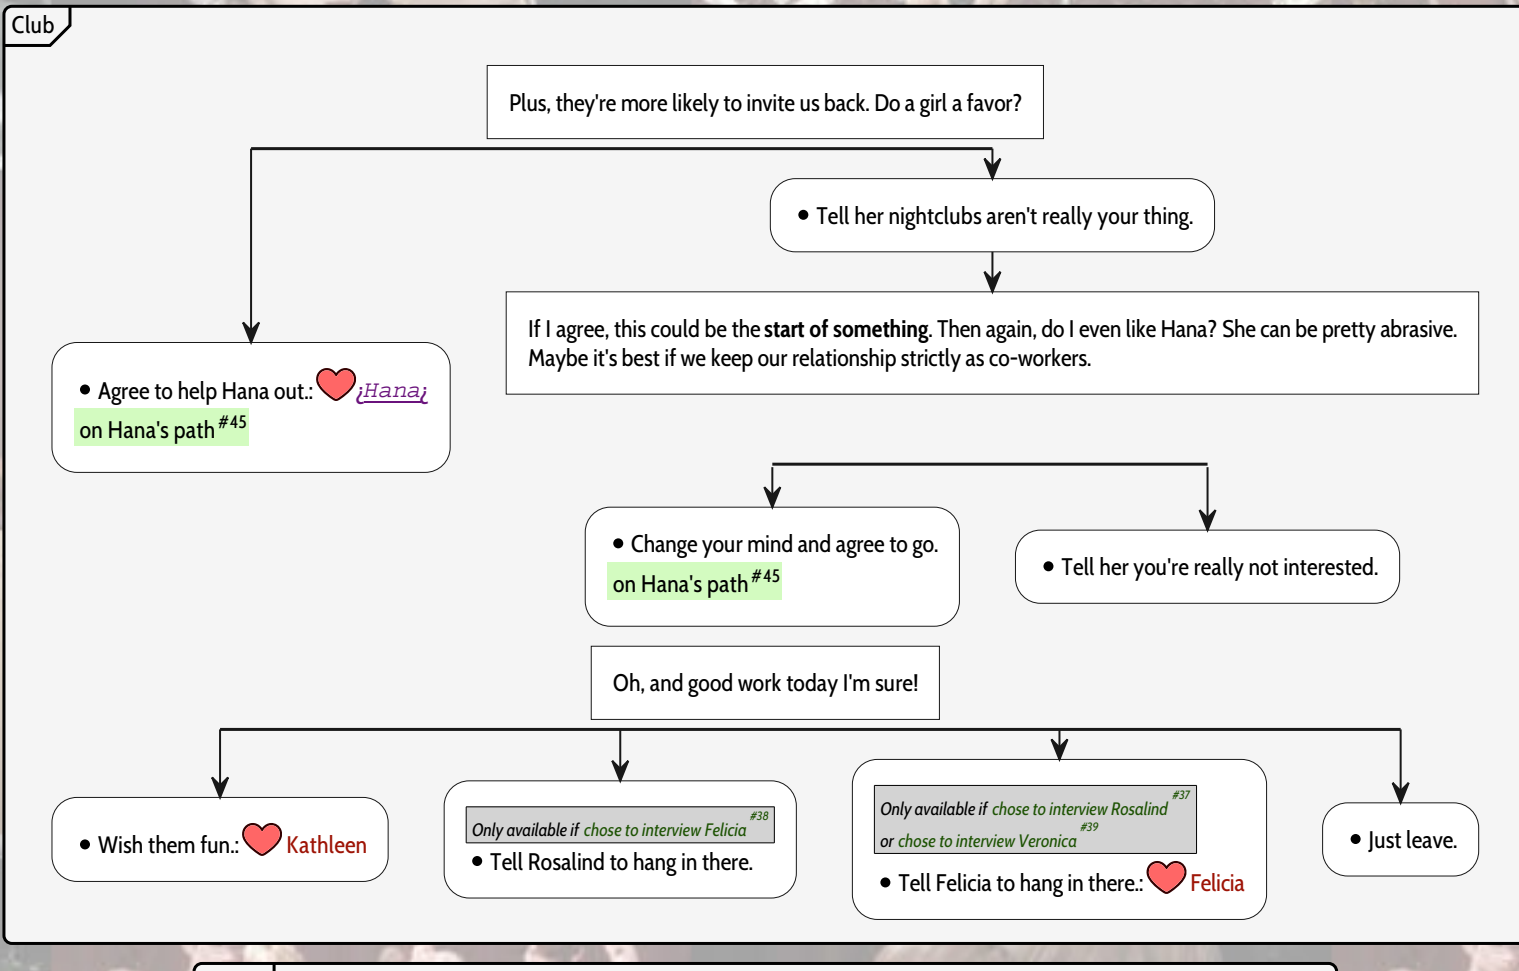 Club
Plus, they're more likely to invite us back. Do a girl a favor?
• Tell her nightclubs aren't really your thing.
If I agree, this could be the start of something. Then again, do I even like Hana? She can be pretty abrasive.
Maybe it's best if we keep our relationship strictly as co-workers.
• Agree to help Hana out.: ¿Hana¿
on Hana's path #45
• Change your mind and agree to go.
on Hana's path #45
• Tell her you're really not interested.
Oh, and good work today I'm sure!
• Wish them fun.: Kathleen
Only available if chose to interview Felicia #38
• Tell Rosalind to hang in there.
Only available if chose to interview Rosalind #37
or chose to interview Veronica #39
• Tell Felicia to hang in there.: Felicia
• Just leave.